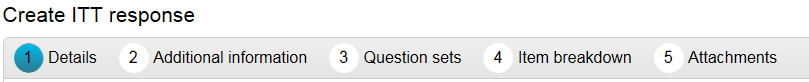 Create ITT response
1 Details 2 Additional information 3 Question sets 4 Item breakdown 5 Attachments